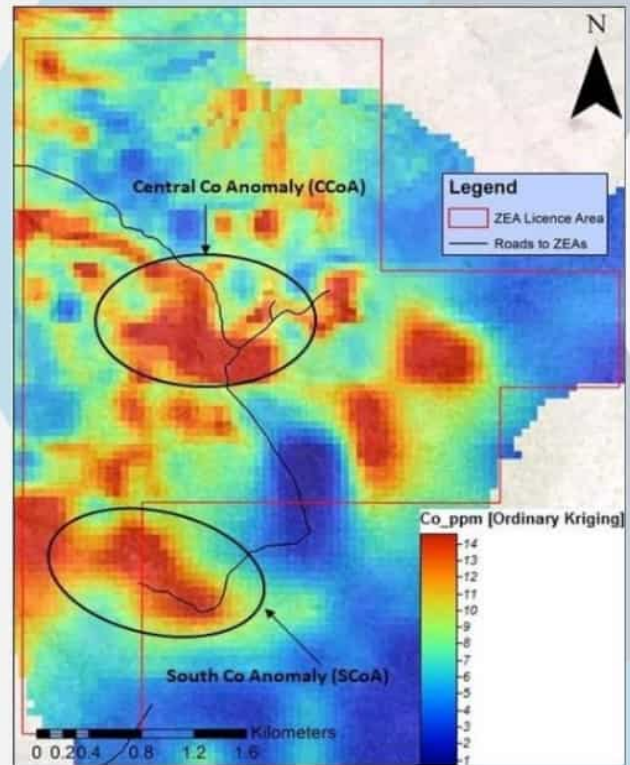 N
Central Co Anomaly (CCoA)
Legend
ZEA Licence Area
Roads to ZEAs
Co_ppm [Ordinary Kriging]
14
13
12
11
10
9
8
7
6
5
4
3
2
1
South Co Anomaly (SCoA)
Kilometers
0 0.20.4 0.8 1.2 1.6